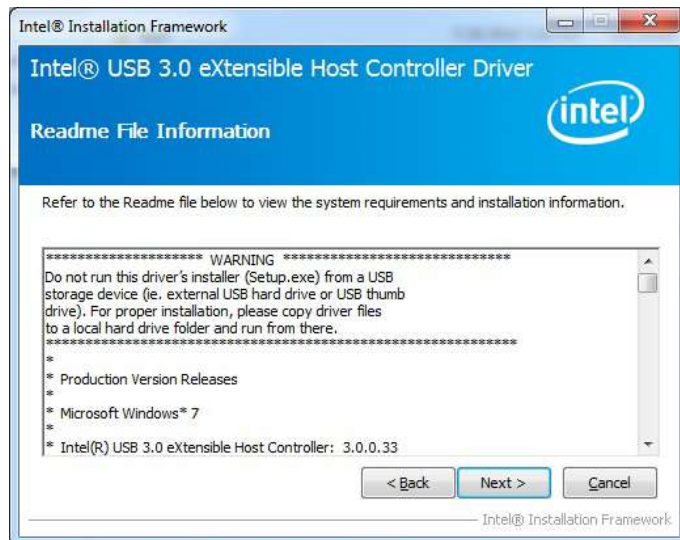 Intel® Installation Framework
Intel® USB 3.0 eXtensible Host Controller Driver
Readme File Information
intel
Refer to the Readme file below to view the system requirements and installation information.
******************** WARNING *****************************
Do not run this driver's installer (Setup.exe) from a USB
storage device (ie. external USB hard drive or USB thumb
drive). For proper installation, please copy driver files
to a local hard drive folder and run from there.
************************************************************
*
* Production Version Releases
*
* Microsoft Windows* 7
*
* Intel(R) USB 3.0 eXtensible Host Controller: 3.0.0.33
< Back Next > Cancel
Intel® Installation Framework